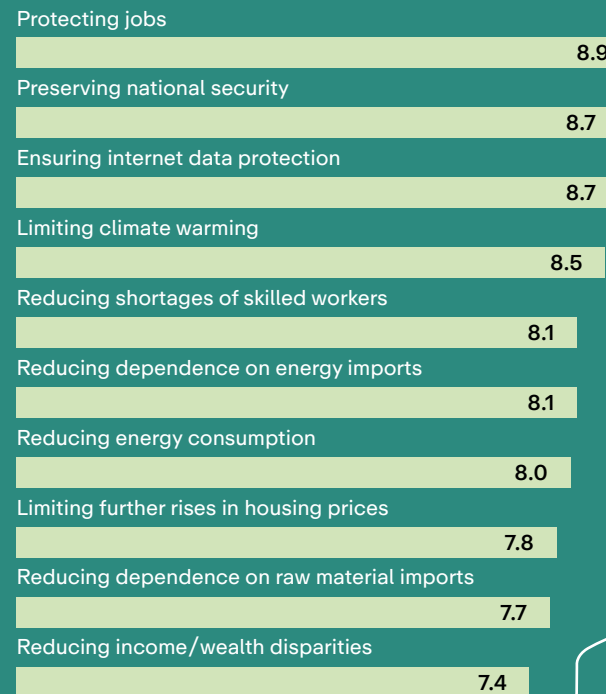 Protecting jobs
8.9
Preserving national security
8.7
Ensuring internet data protection
8.7
Limiting climate warming
8.5
Reducing shortages of skilled workers
8.1
Reducing dependence on energy imports
8.1
Reducing energy consumption
8.0
Limiting further rises in housing prices
7.8
Reducing dependence on raw material imports
7.7
Reducing income/wealth disparities
7.4